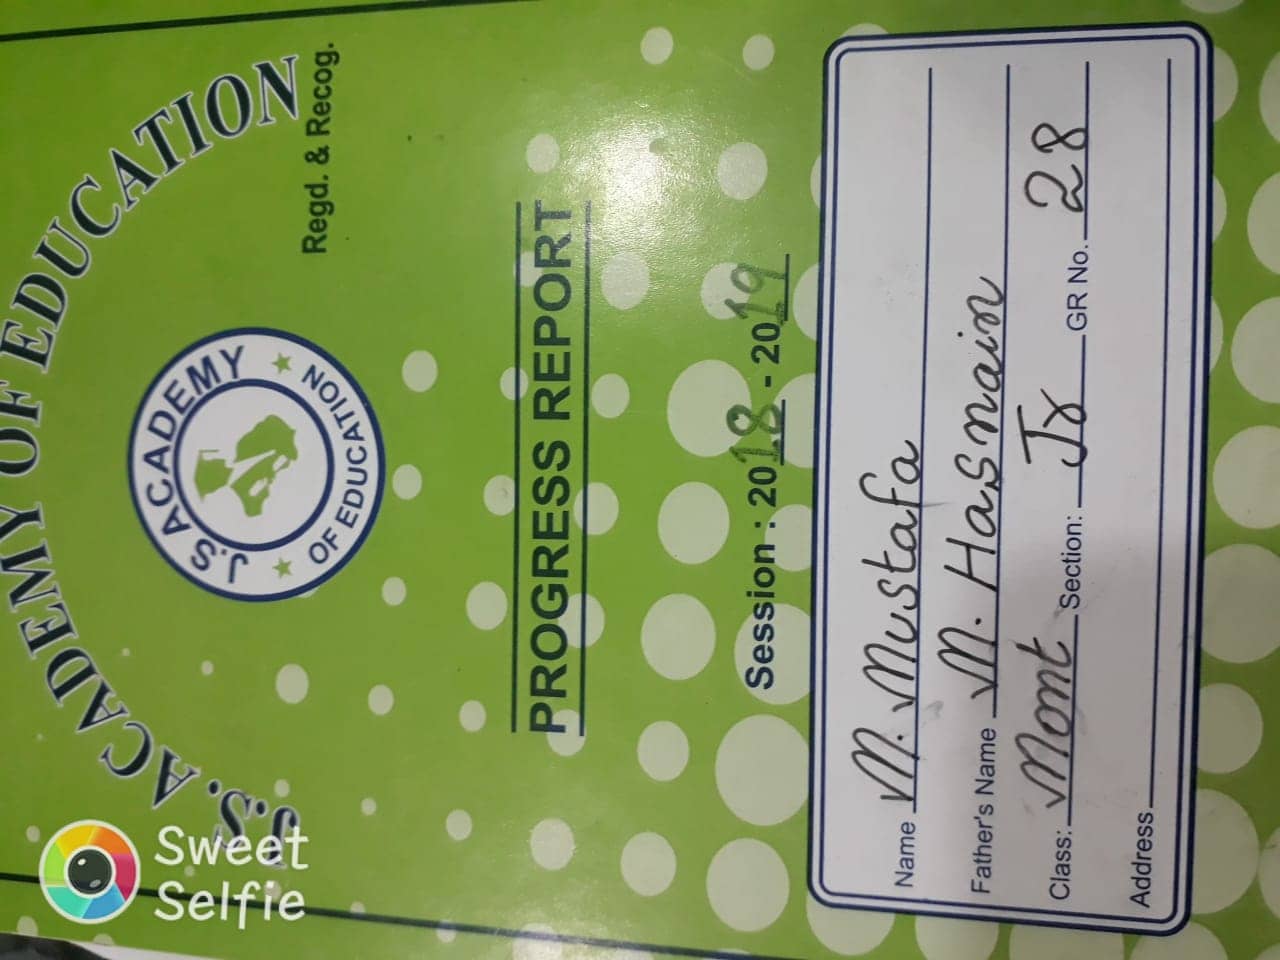 J.S. ACADEMY OF EDUCATION
Regd. & Recog.
J.S ACADEMY
OF EDUCATION
PROGRESS REPORT
Session : 2018 - 2019
Name M. Mustafa
Father's Name M. Hasnain
Class: Mont Section: Jr GR No. 28
Address
Sweet
Selfie